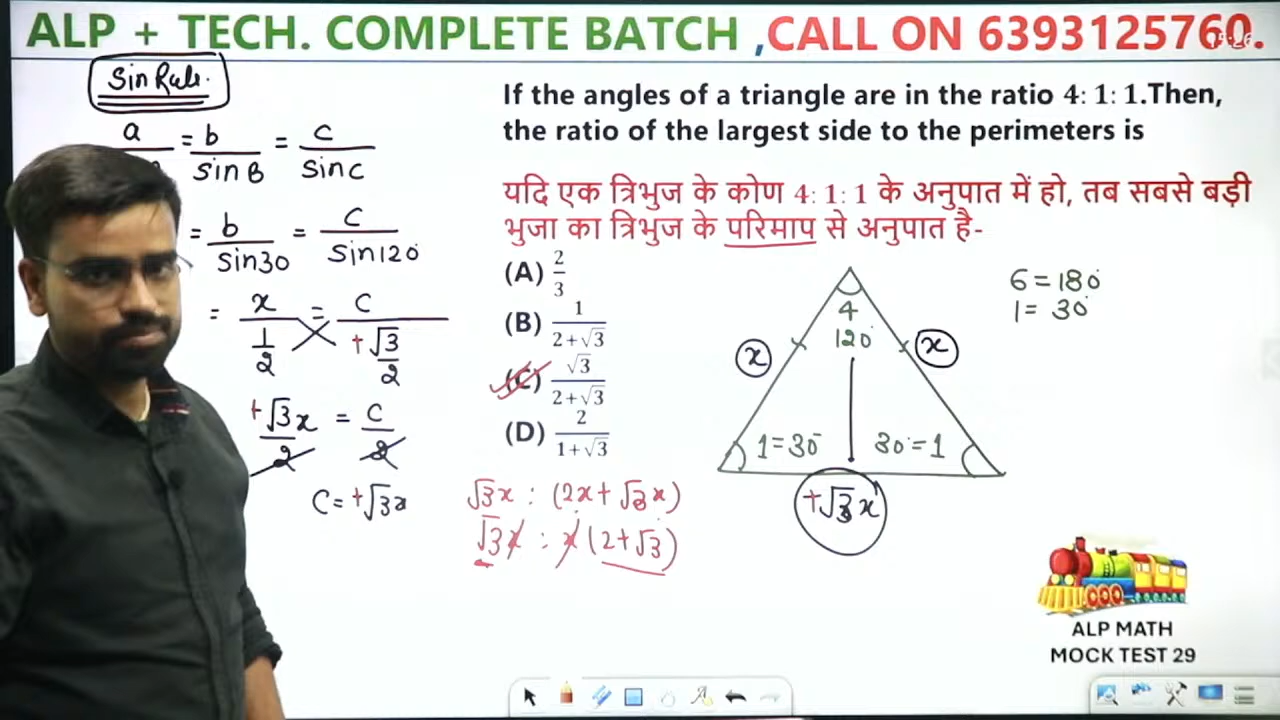 ALP + TECH. COMPLETE BATCH ,CALL ON 6393125760.
Sin Rule.
a = b = c
sin B sin C
= b = c
sin30 sin120°
= x = c
1/2 +√3/2
+√3x/2 = c/2
C = +√3x
If the angles of a triangle are in the ratio 4: 1: 1.Then,
the ratio of the largest side to the perimeters is
यदि एक त्रिभुज के कोण 4: 1: 1 के अनुपात में हो, तब सबसे बड़ी
भुजा का त्रिभुज के परिमाप से अनुपात है-
(A) 2/3
(B) 1/2+√3
(C) √3/2+√3
(D) 2/1+√3
6 = 180°
1 = 30°
4
120°
x
x
1=30°
30°=1
+√3x
√3x : (2x+√3x)
√3x : x(2+√3)
ALP MATH
MOCK TEST 29